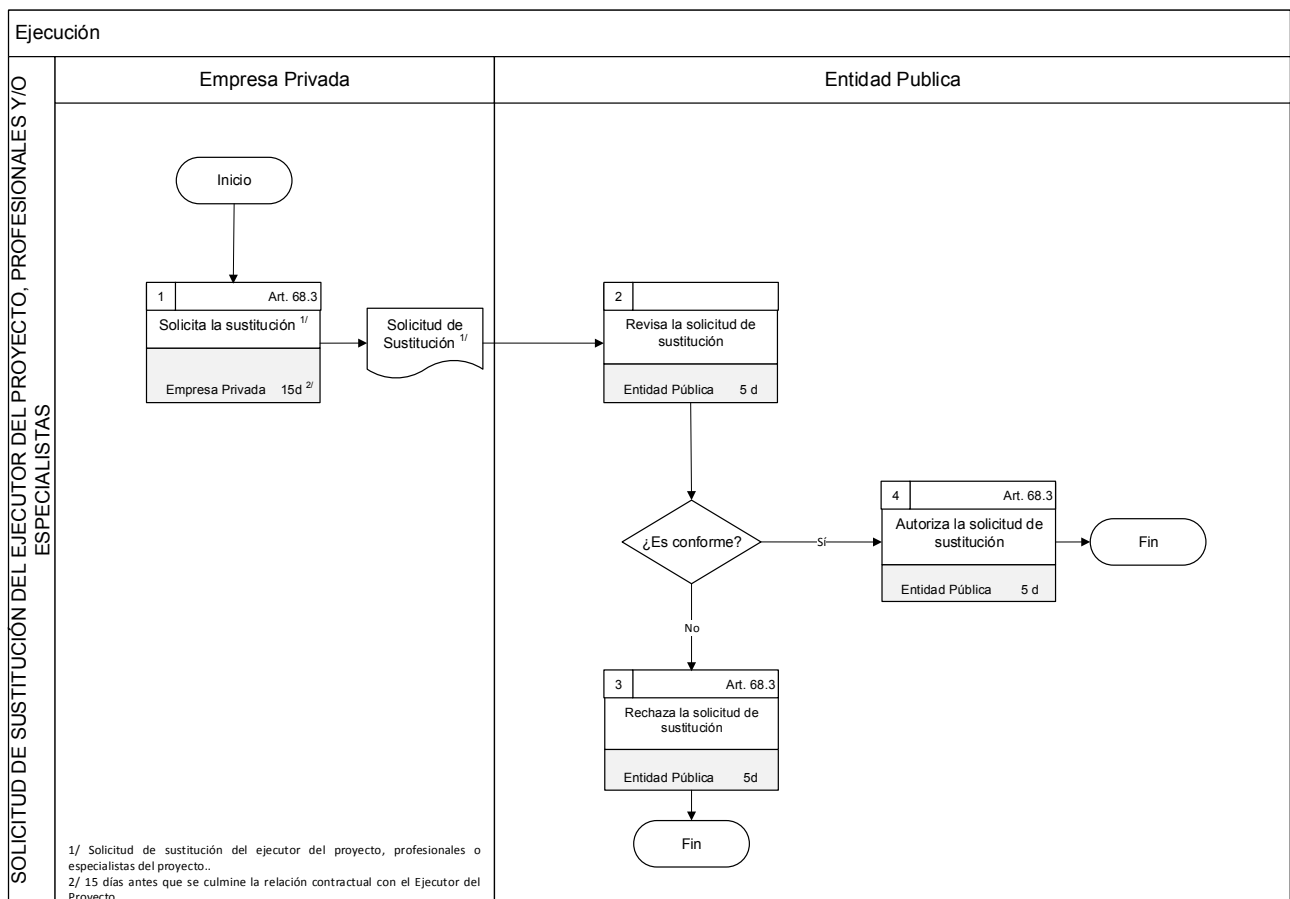 Ejecución
SOLICITUD DE SUSTITUCIÓN DEL EJECUTOR DEL PROYECTO, PROFESIONALES Y/O
ESPECIALISTAS
Empresa Privada
Entidad Publica
Inicio
1
Art. 68.3
Solicita la sustitución 1/
Empresa Privada 15d 2/
Solicitud de
Sustitución 1/
2
Revisa la solicitud de
sustitución
Entidad Pública 5 d
¿Es conforme?
Sí
4
Art. 68.3
Autoriza la solicitud de
sustitución
Entidad Pública 5 d
Fin
No
3
Art. 68.3
Rechaza la solicitud de
sustitución
Entidad Pública 5d
Fin
1/ Solicitud de sustitución del ejecutor del proyecto, profesionales o
especialistas del proyecto..
2/ 15 días antes que se culmine la relación contractual con el Ejecutor del
Proyecto